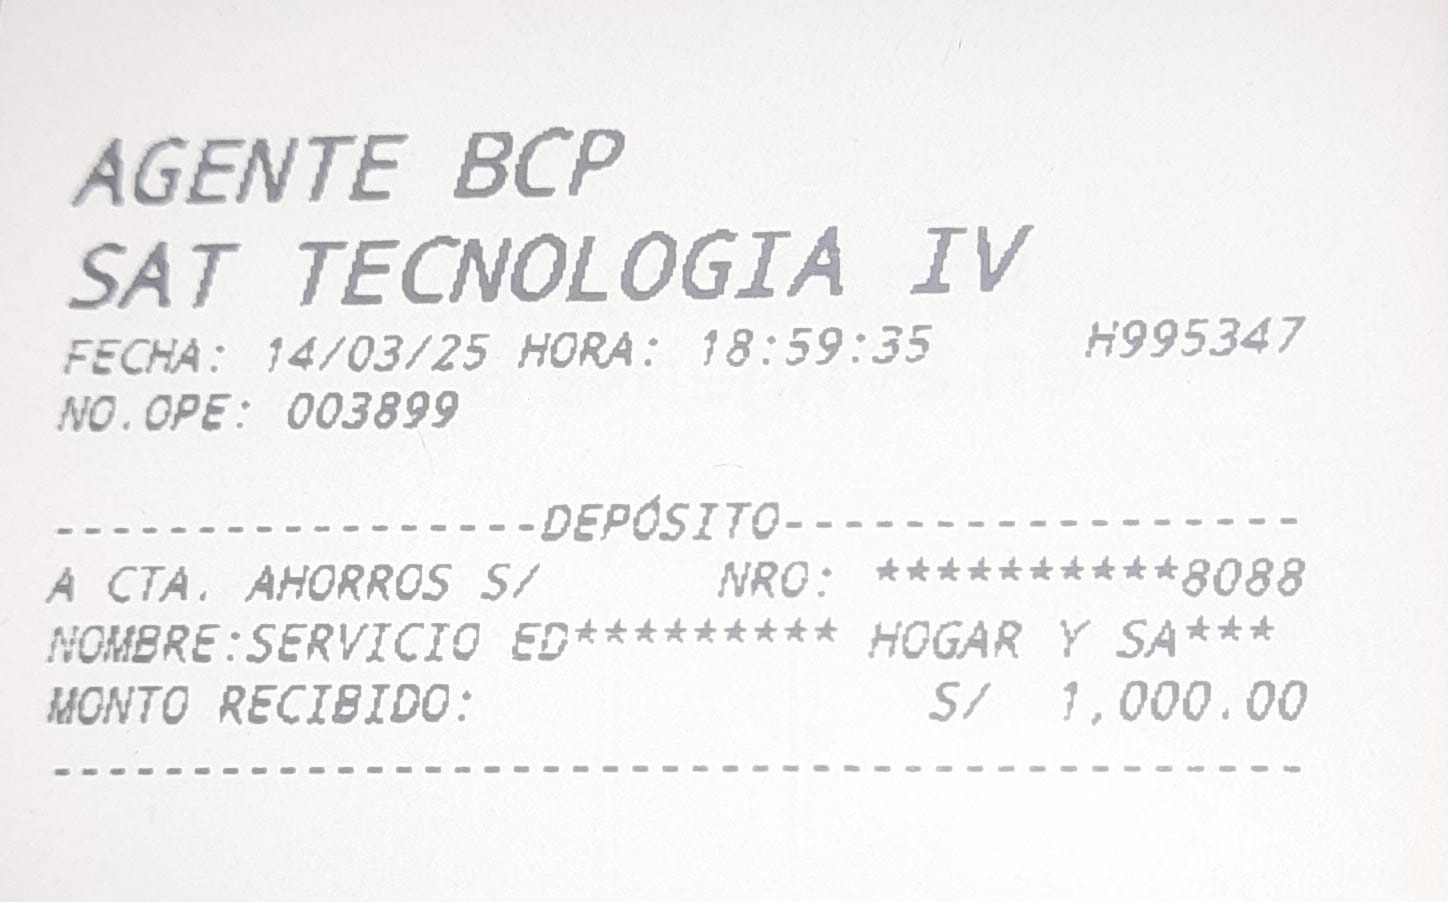 AGENTE BCP
SAT TECNOLOGIA IV
FECHA: 14/03/25 HORA: 18:59:35 H995347
NO.OPE: 003899
-----------------DEPÓSITO------------------
A CTA. AHORROS S/ NRO: **********8088
NOMBRE:SERVICIO ED********* HOGAR Y SA***
MONTO RECIBIDO: S/ 1,000.00
---------------------------------------------